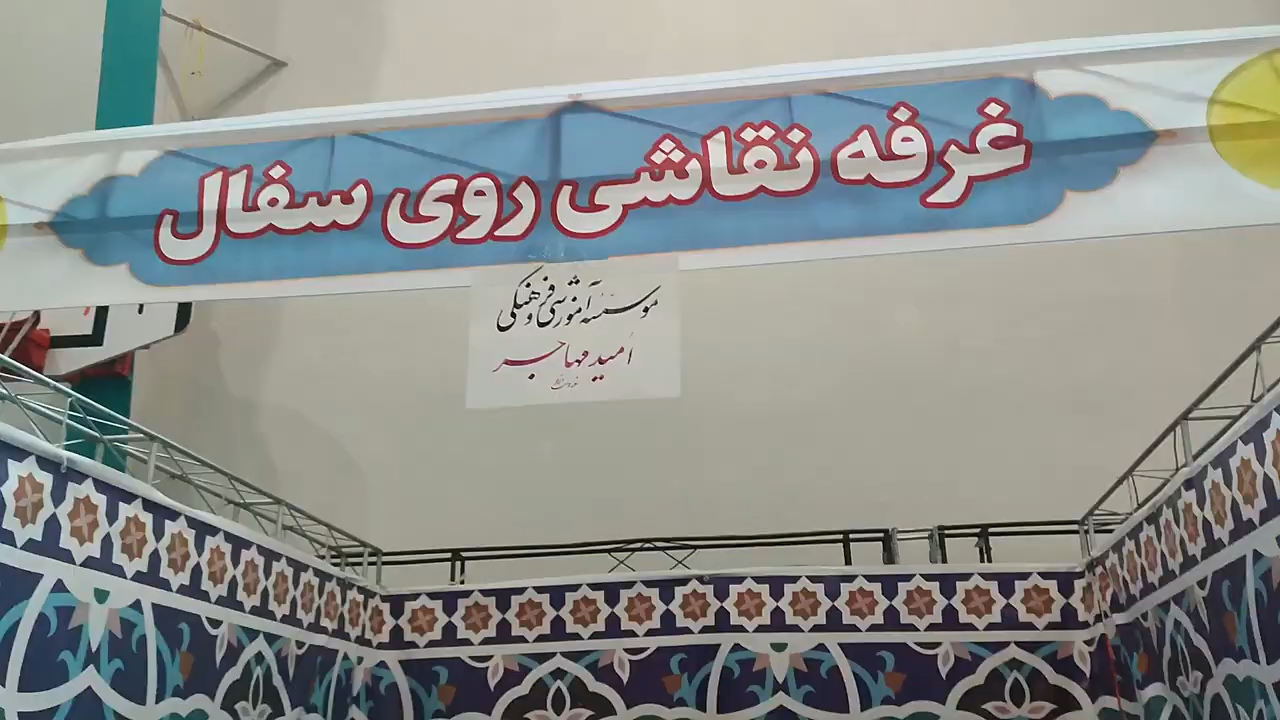 غرفه نقاشی روی سفال
موسسه آموزشی و فرهنگی
امید مهاجر